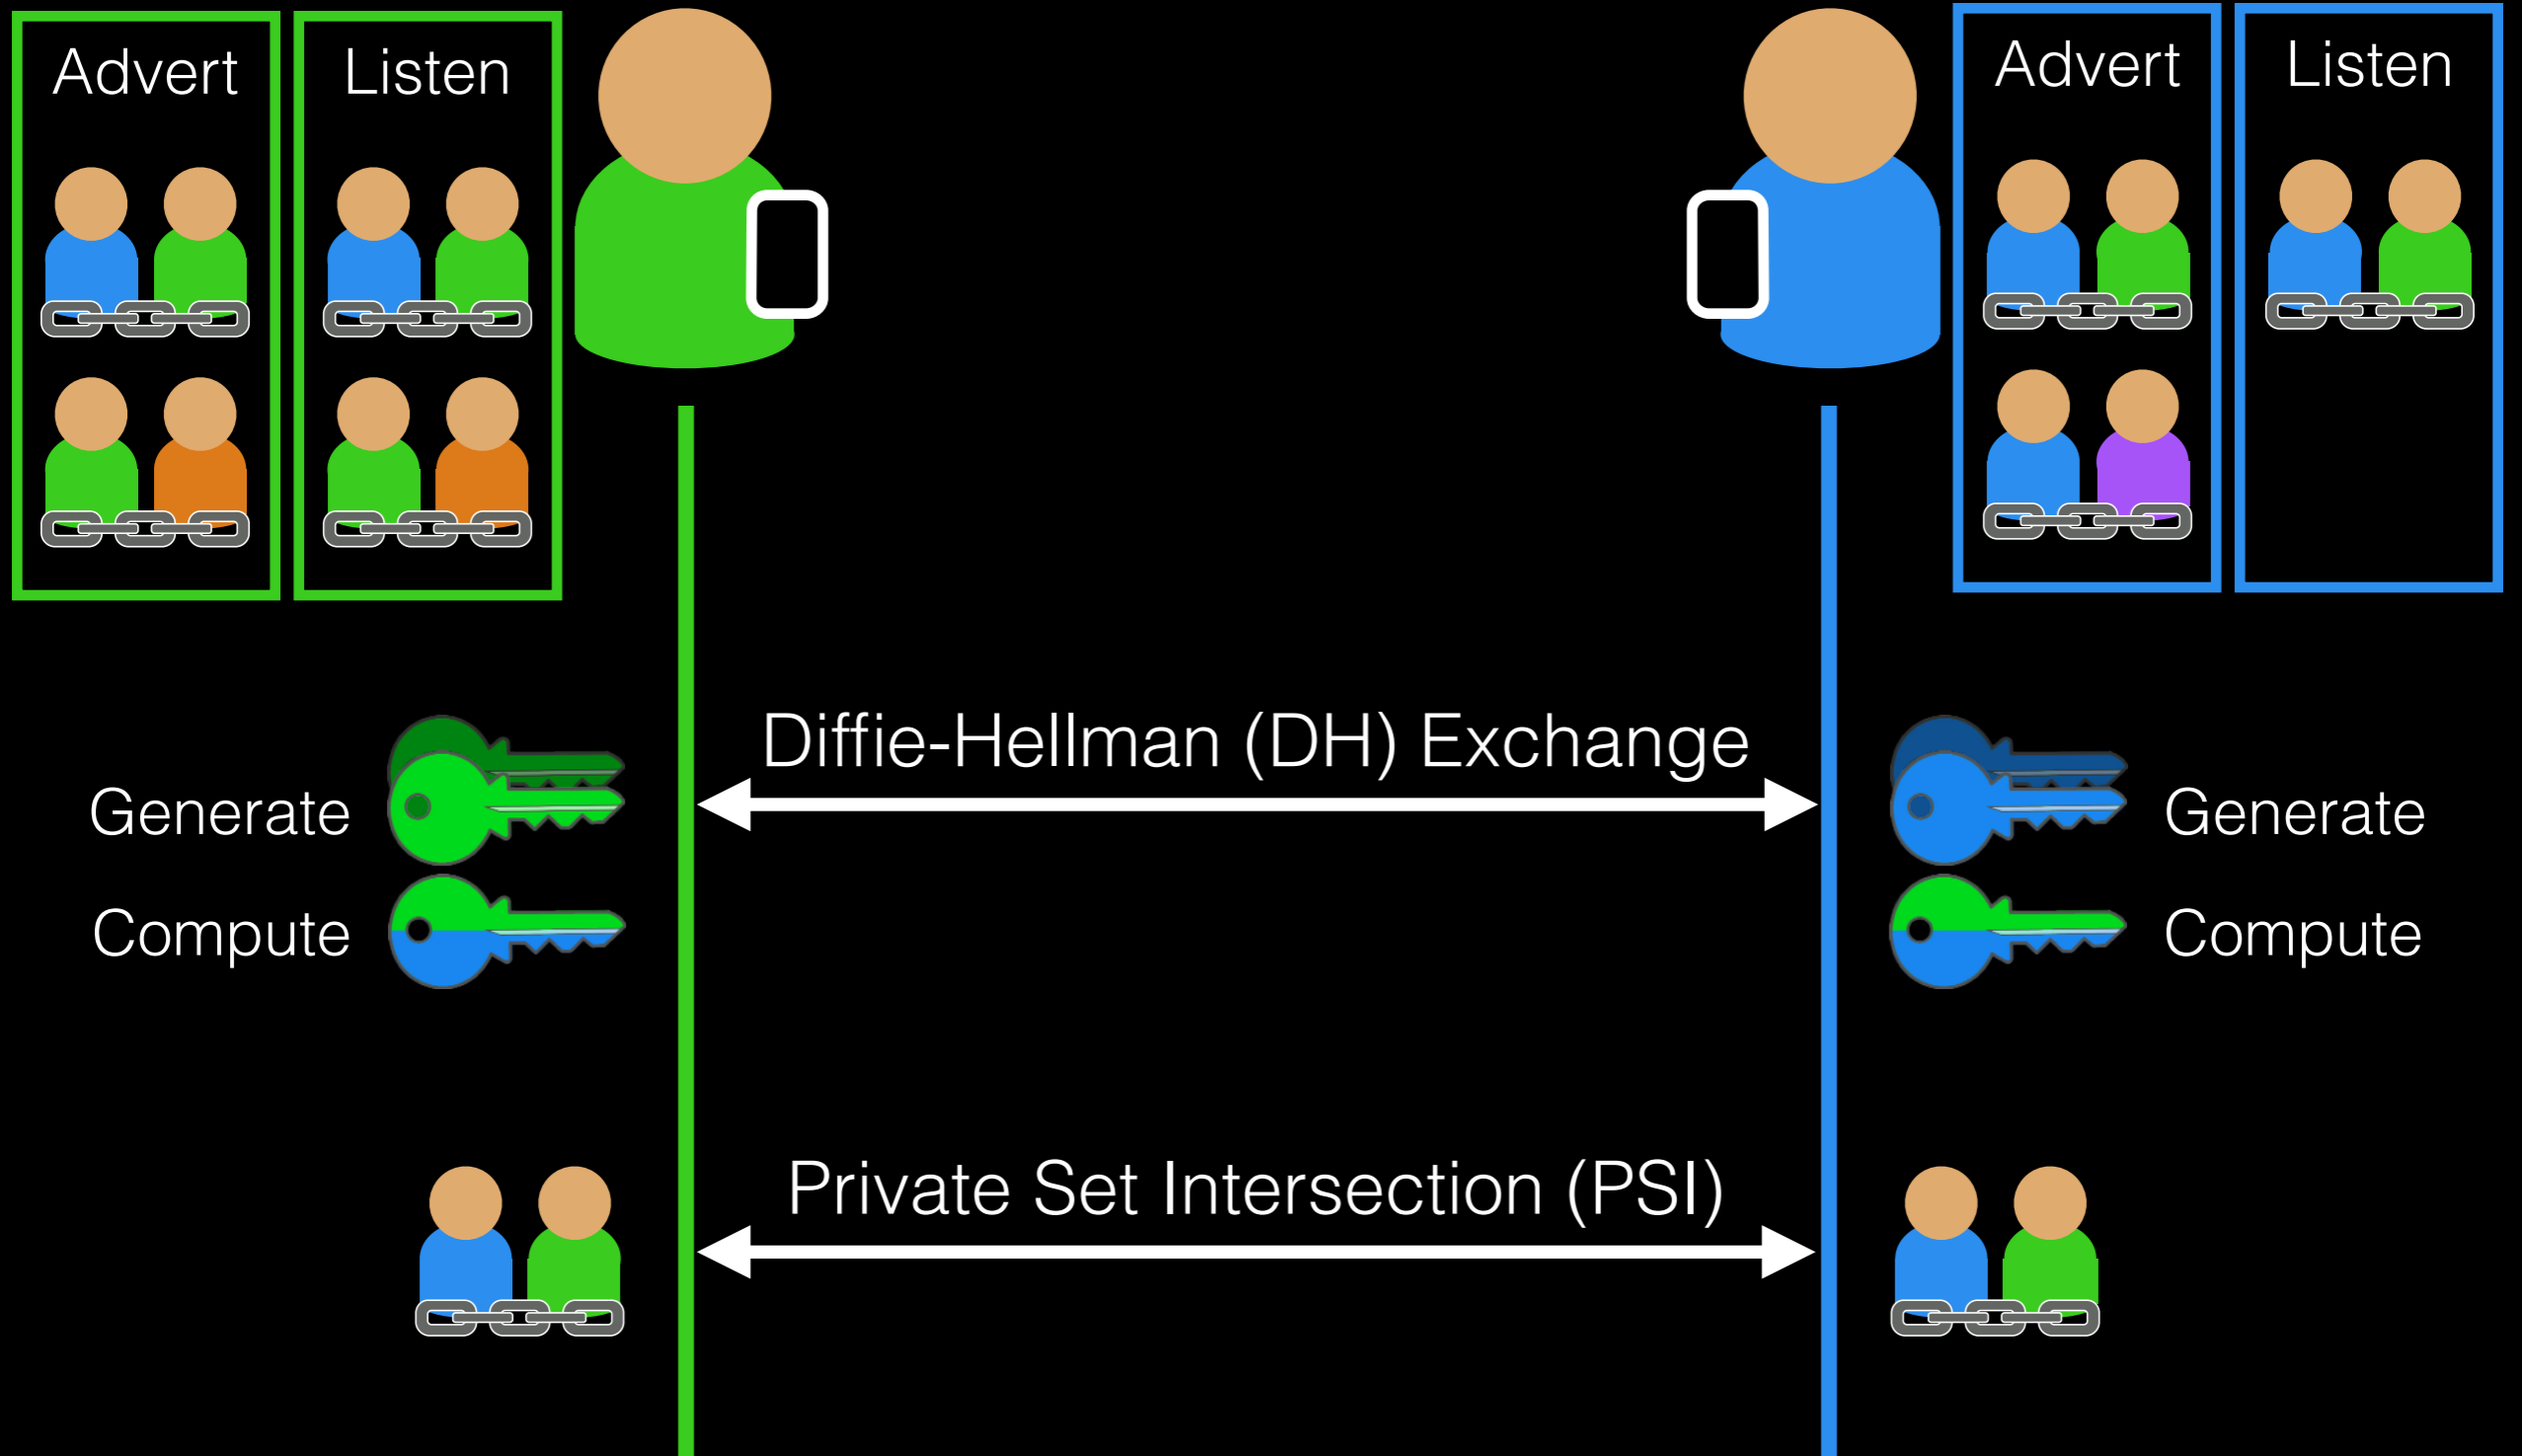 Advert
Listen
Advert
Listen
Diffie-Hellman (DH) Exchange
Generate
Generate
Compute
Compute
Private Set Intersection (PSI)